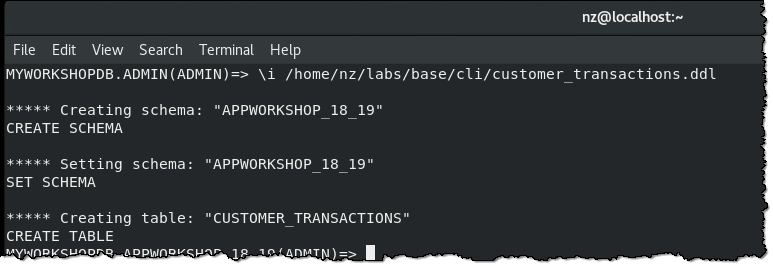 nz@localhost:~
File Edit View Search Terminal Help
MYWORKSHOPDB.ADMIN(ADMIN)=> \i /home/nz/labs/base/cli/customer_transactions.ddl
***** Creating schema: "APPWORKSHOP_18_19"
CREATE SCHEMA
***** Setting schema: "APPWORKSHOP_18_19"
SET SCHEMA
***** Creating table: "CUSTOMER_TRANSACTIONS"
CREATE TABLE
MYWORKSHOPDB.APPWORKSHOP_18_19(ADMIN)=>